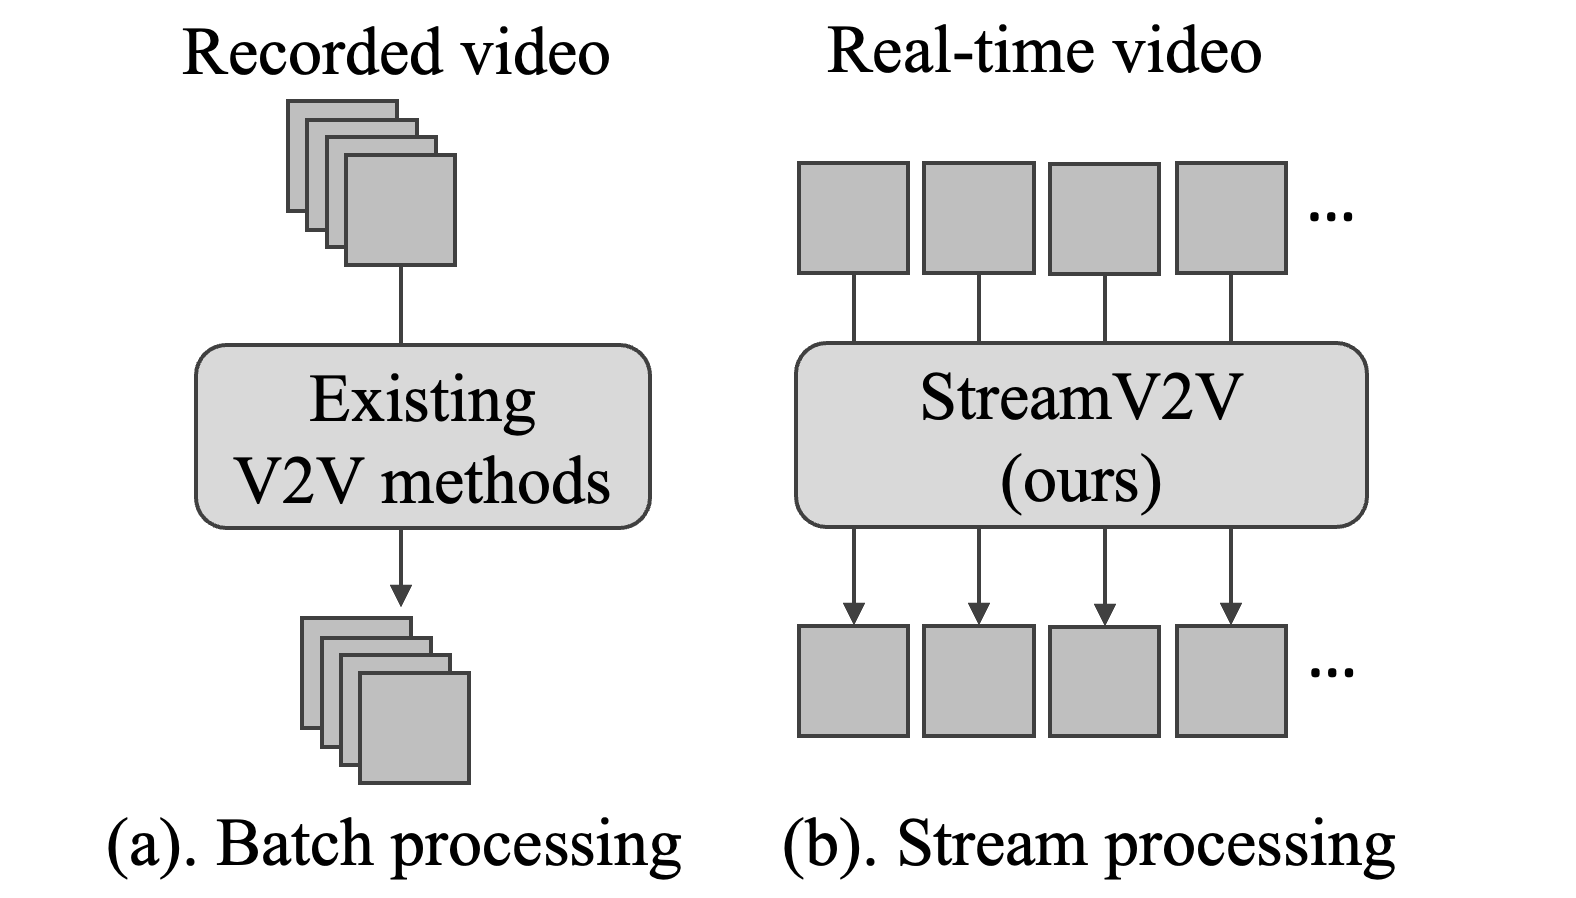 Recorded video
Existing
V2V methods
(a). Batch processing
Real-time video
...
StreamV2V
(ours)
...
(b). Stream processing